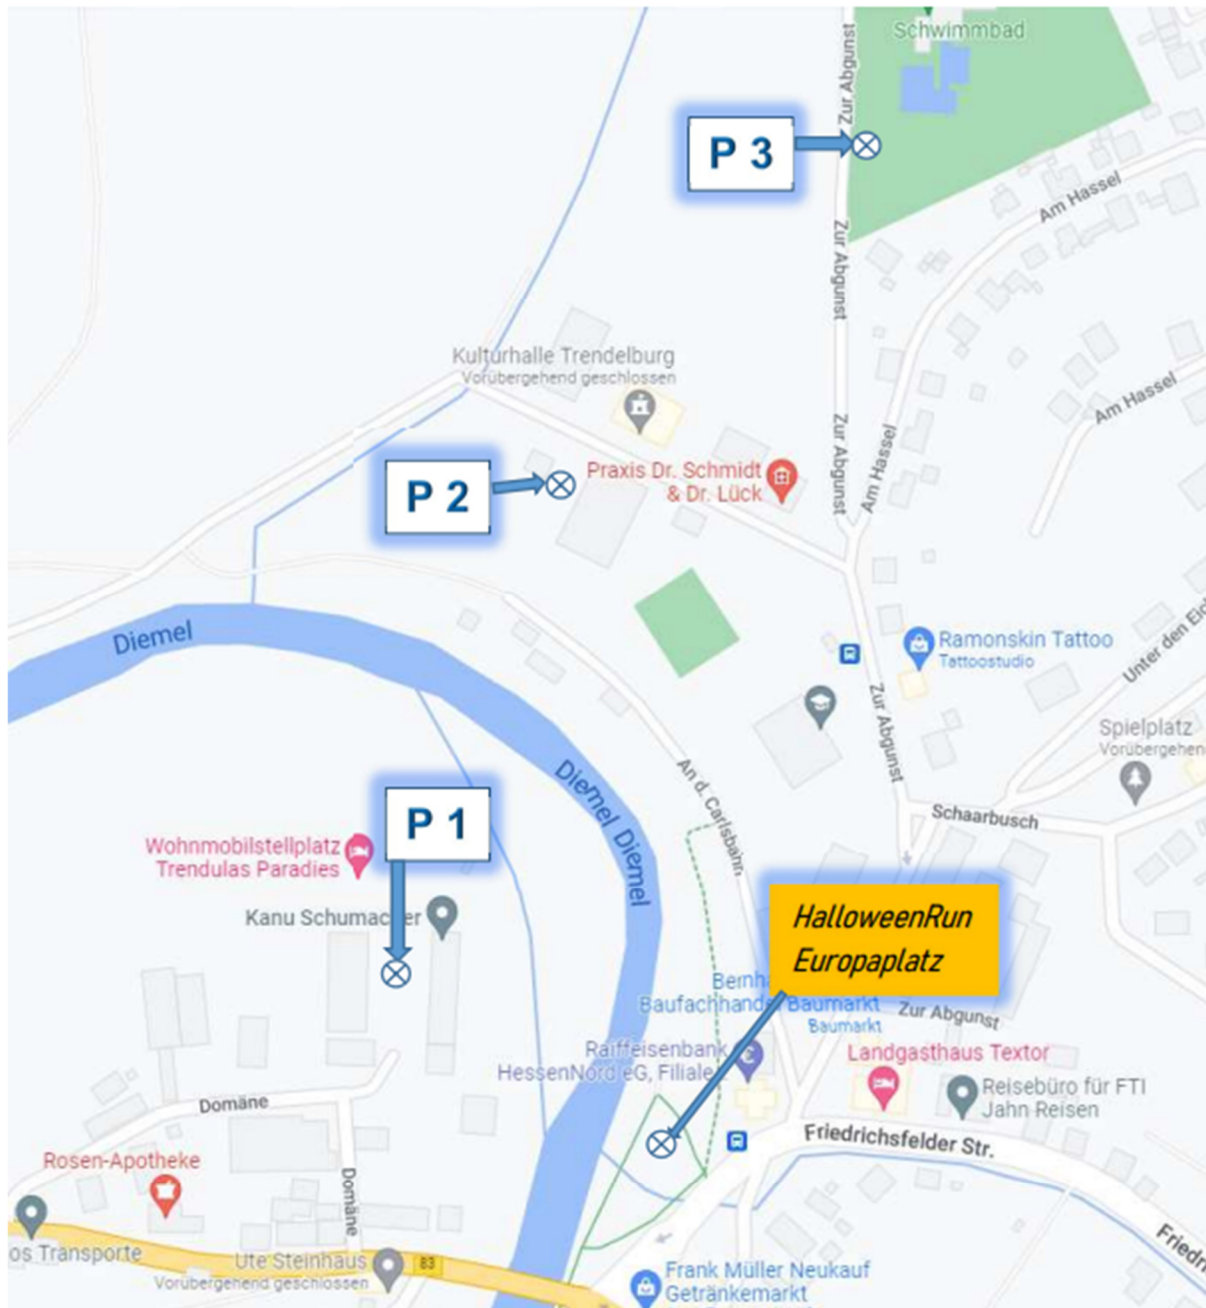 Schwimmbad
Zur Abgunst
P 3
Am Hassel
Zur Abgunst
Kulturhalle Trendelburg
Vorübergehend geschlossen
Am Hassel
Zur Abgunst
Am Hassel
Praxis Dr. Schmidt
& Dr. Lück
P 2
Diemel
Ramonskin Tattoo
Tattoostudio
Unter den Eic
Zur Abgunst
Spielplatz
Vorübergehen
An d. Carlsbahn
Diemel Diemel
Schaarbusch
P 1
Wohnmobilstellplatz
Trendulas Paradies
Kanu Schumacher
HalloweenRun
Europaplatz
Bernha
Baufachhandel Baumarkt
Baumarkt
Zur Abgunst
Raiffeisenbank
HessenNord eG, Filiale
Landgasthaus Textor
Reisebüro für FTI
Jahn Reisen
Domäne
Friedrichsfelder Str.
Rosen-Apotheke
Domäne
os Transporte
Ute Steinhaus
Vorübergehend geschlossen
83
Friedri
Frank Müller Neukauf
Getränkemarkt